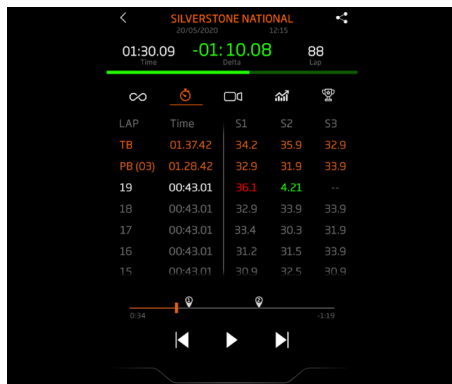 SILVERSTONE NATIONAL
20/05/2020 12:15
01:30.09 -01:10.08 88
Time Delta Lap
LAP Time S1 S2 S3
TB 01.37.42 34.2 35.9 32.9
PB (03) 01.28.42 32.9 31.9 33.9
19 00:43.01 36.1 4.21 --
18 00:43.01 32.9 33.9 33.9
17 00:43.01 33.4 30.3 31.9
16 00:43.01 31.2 31.5 33.9
15 00:43.01 30.9 32.5 30.9
1 2
0:34 -1:19